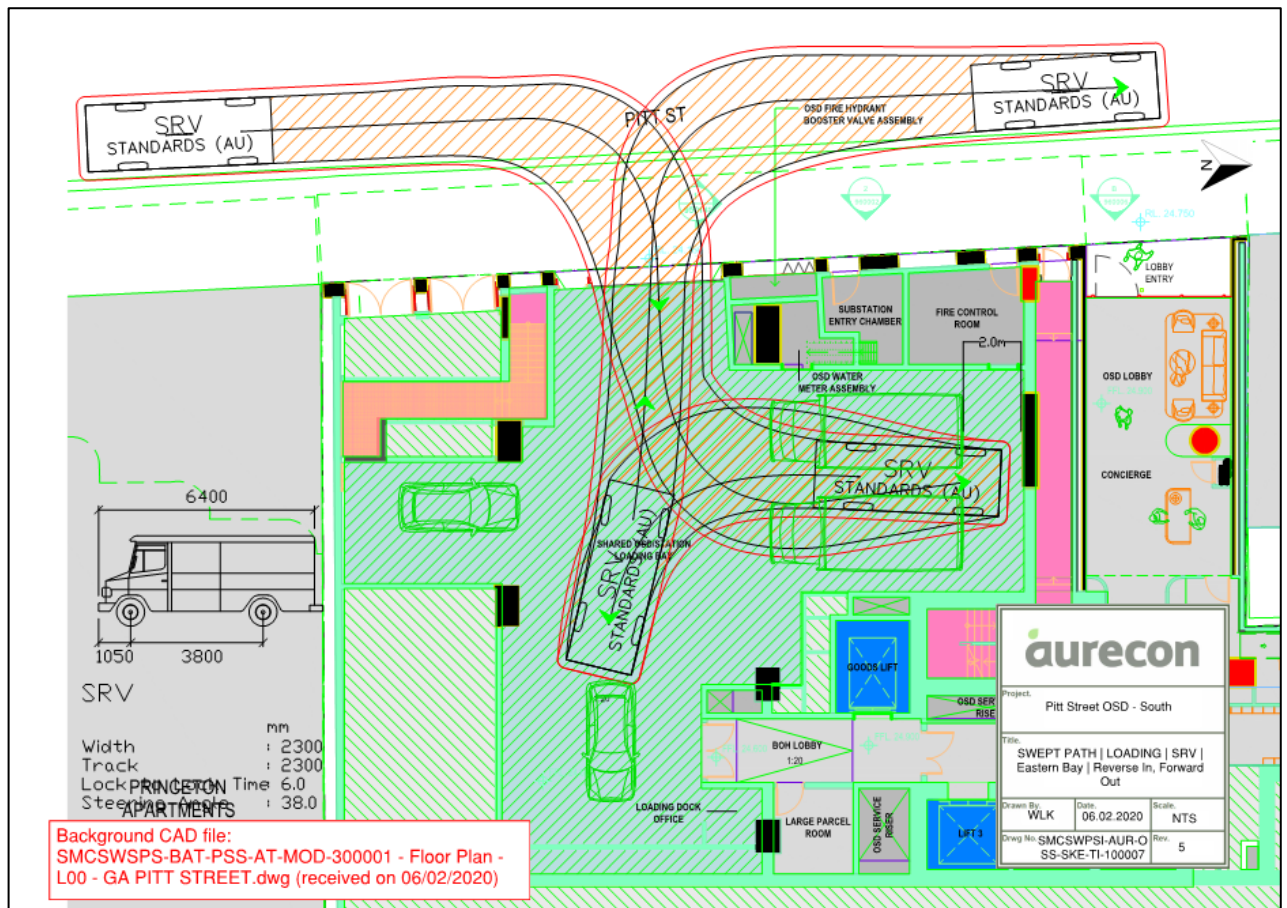 SRV
STANDARDS (AU)
PITT ST
SRV
STANDARDS (AU)
OSD FIRE HYDRANT
BOOSTER VALVE ASSEMBLY
N
RL. 24.750
LOBBY
ENTRY
SUBSTATION
ENTRY CHAMBER
FIRE CONTROL
ROOM
2.0m
OSD WATER
METER ASSEMBLY
OSD LOBBY
CONCIERGE
SRV
STANDARDS (AU)
SHARED
LOADING BAY
SRV
STANDARDS (AU)
6400
1050
3800
SRV
mm
Width : 2300
Track : 2300
Lock to Lock Time : 6.0
Steering Angle : 38.0
PRINCETON
APARTMENTS
GOODS LIFT
OSD SERV
RISE
BOH LOBBY
1:20
LOADING DOCK
OFFICE
LARGE PARCEL
ROOM
OSD SERVICE
RISER
LIFT 3
Background CAD file:
SMCSWSPS-BAT-PSS-AT-MOD-300001 - Floor Plan -
L00 - GA PITT STREET.dwg (received on 06/02/2020)
aurecon
Project.
Pitt Street OSD - South
Title.
SWEPT PATH | LOADING | SRV |
Eastern Bay | Reverse In, Forward
Out
Drawn By.
WLK
Date.
06.02.2020
Scale.
NTS
Drwg No.
SMCSWPSI-AUR-O
SS-SKE-TI-100007
Rev.
5